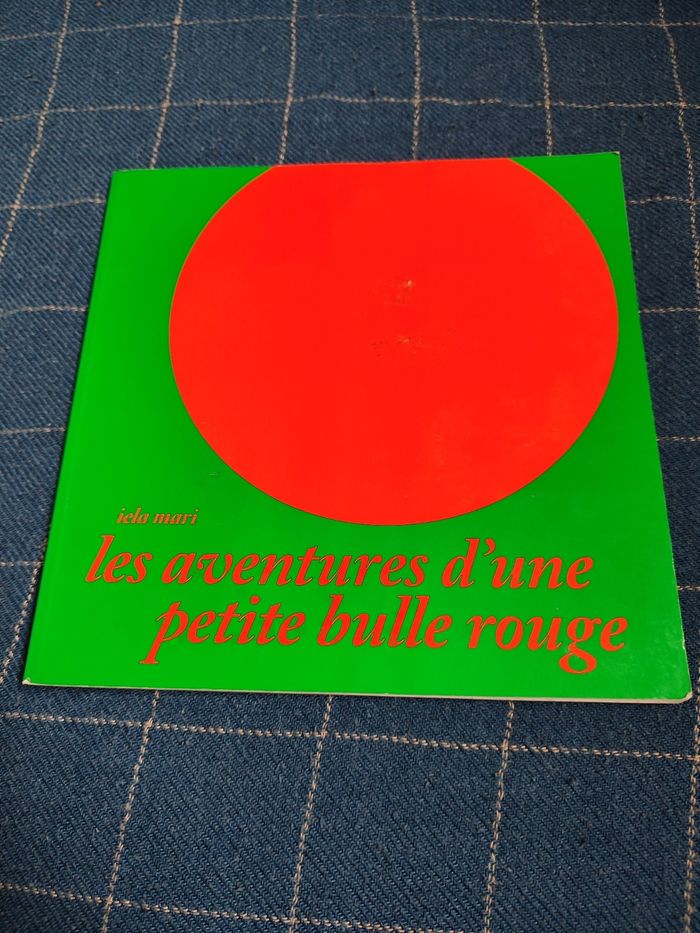 iela mari
les aventures d'une
petite bulle rouge